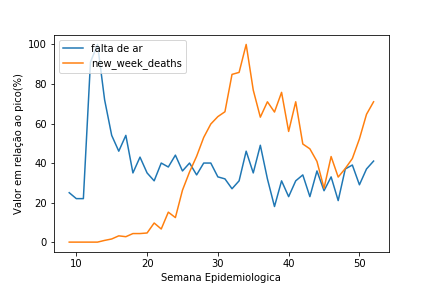 falta de ar
new_week_deaths
Valor em relação ao pico(%)
100
80
60
40
20
0
10
20
30
40
50
Semana Epidemiologica